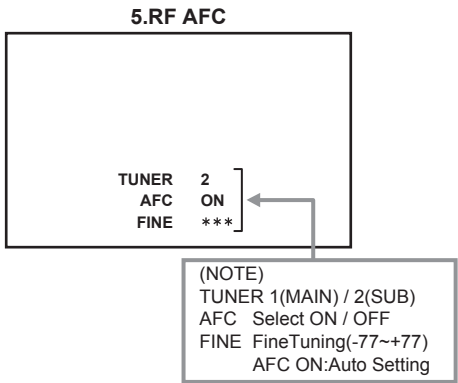 5.RF AFC
TUNER 2
AFC ON
FINE ***
(NOTE)
TUNER 1(MAIN) / 2(SUB)
AFC Select ON / OFF
FINE FineTuning(-77~+77)
AFC ON:Auto Setting